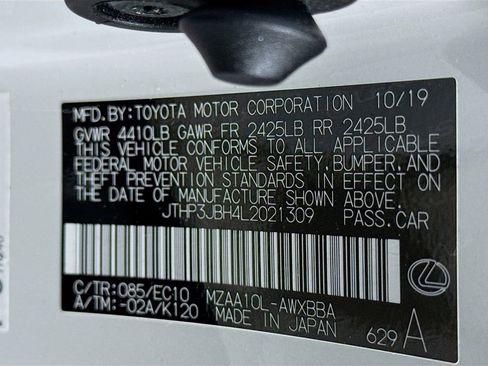 MFD.BY:TOYOTA MOTOR CORPORATION 10/19
GVWR 4410LB GAWR FR 2425LB RR 2425LB
THIS VEHICLE CONFORMS TO ALL APPLICABLE
FEDERAL MOTOR VEHICLE SAFETY,BUMPER,AND
THEFT PREVENTION STANDARDS IN EFFECT ON
THE DATE OF MANUFACTURE SHOWN ABOVE.
JTHP3JBH4L2021309 PASS.CAR
C/TR:085/EC10 MZAA10L-AWXBBA
A/TM:-02A/K120 MADE IN JAPAN 629 A